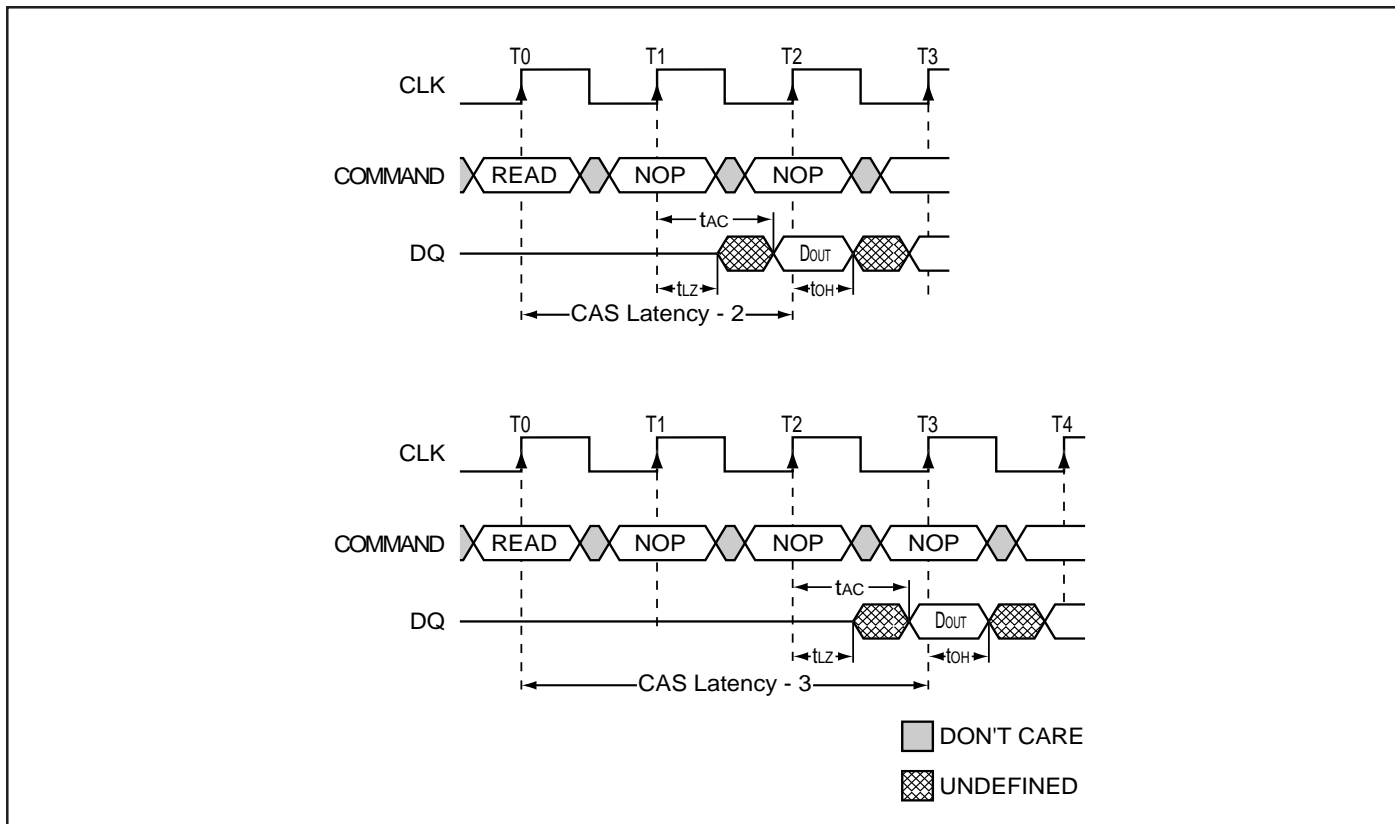 T0 T1 T2 T3
CLK
COMMAND READ NOP NOP
tAC
DQ DOUT
tLZ tOH
CAS Latency - 2
T0 T1 T2 T3 T4
CLK
COMMAND READ NOP NOP NOP
tAC
DQ DOUT
tLZ tOH
CAS Latency - 3
DON'T CARE
UNDEFINED